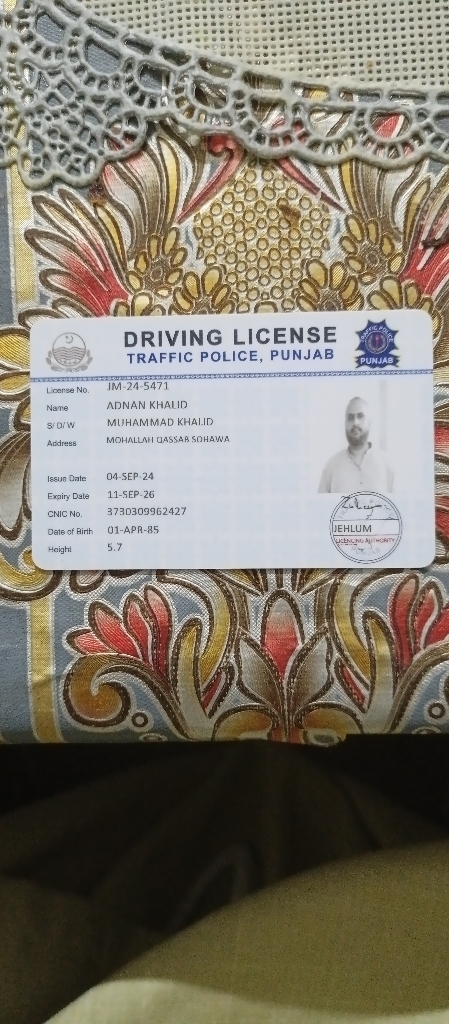 DRIVING LICENSE
TRAFFIC POLICE, PUNJAB
TRAFFIC POLICE
PUNJAB
License No. JM-24-5471
Name ADNAN KHALID
S/ D/ W MUHAMMAD KHALID
Address MOHALLAH QASSAB SOHAWA
Issue Date 04-SEP-24
Expiry Date 11-SEP-26
CNIC No. 3730309962427
Date of Birth 01-APR-85
Height 5.7
JEHLUM
LICENCING AUTHORITY